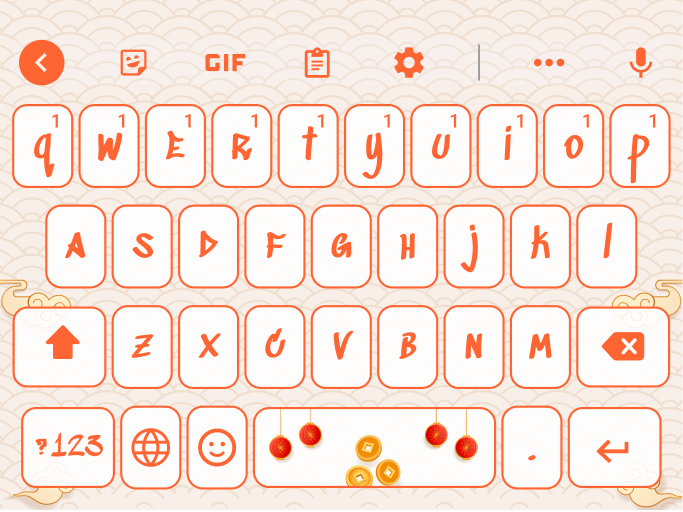 GIF
1 1 1 1 1 1 1 1 1 1
q W E R t y U i O p
A S D F G H j K l
Z X C V B N M
?123 .